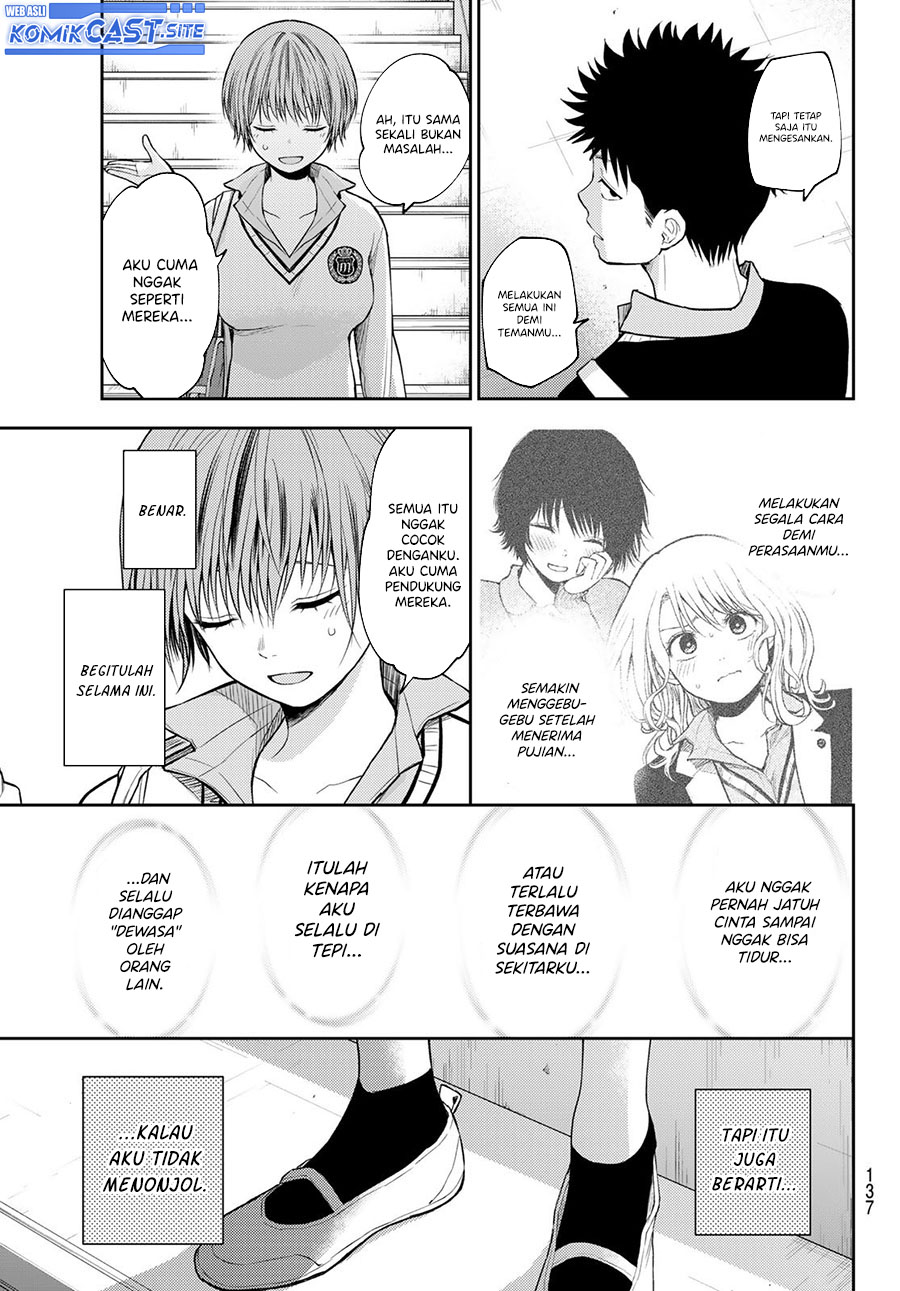 WEB ASLI
KOMIKCAST.SITE
TAPI TETAP
SAJA ITU
MENGESANKAN.
MELAKUKAN
SEMUA INI
DEMI
TEMANMU...
AH, ITU SAMA
SEKALI BUKAN
MASALAH...
AKU CUMA
NGGAK
SEPERTI
MEREKA...
MELAKUKAN
SEGALA CARA
DEMI
PERASAANMU...
SEMAKIN
MENGGEBU-
GEBU SETELAH
MENERIMA
PUJIAN...
SEMUA ITU
NGGAK
COCOK
DENGANKU.
AKU CUMA
PENDUKUNG
MEREKA.
BENAR.
BEGITULAH
SELAMA INI.
AKU NGGAK
PERNAH JATUH
CINTA SAMPAI
NGGAK BISA
TIDUR...
ATAU
TERLALU
TERBAWA
DENGAN
SUASANA DI
SEKITARKU...
ITULAH
KENAPA
AKU
SELALU DI
TEPI...
...DAN
SELALU
DIANGGAP
"DEWASA"
OLEH
ORANG
LAIN.
TAPI ITU
JUGA
BERARTI...
...KALAU
AKU TIDAK
MENONJOL.
137